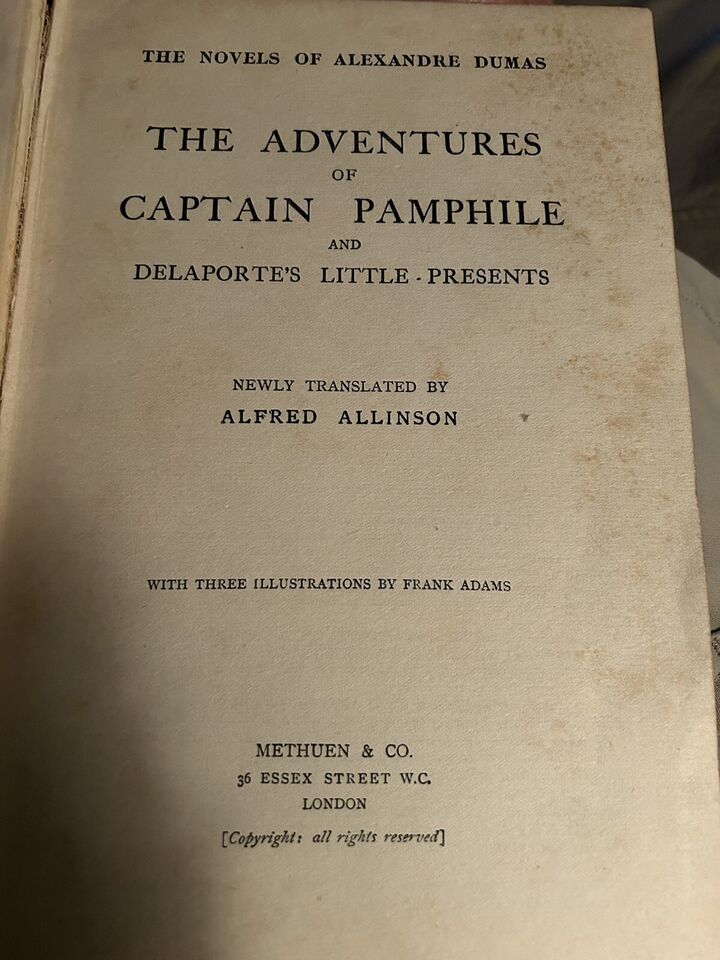 THE NOVELS OF ALEXANDRE DUMAS
THE ADVENTURES
OF
CAPTAIN PAMPHILE
AND
DELAPORTE'S LITTLE-PRESENTS
NEWLY TRANSLATED BY
ALFRED ALLINSON
WITH THREE ILLUSTRATIONS BY FRANK ADAMS
METHUEN & CO.
36 ESSEX STREET W.C.
LONDON
[Copyright: all rights reserved]